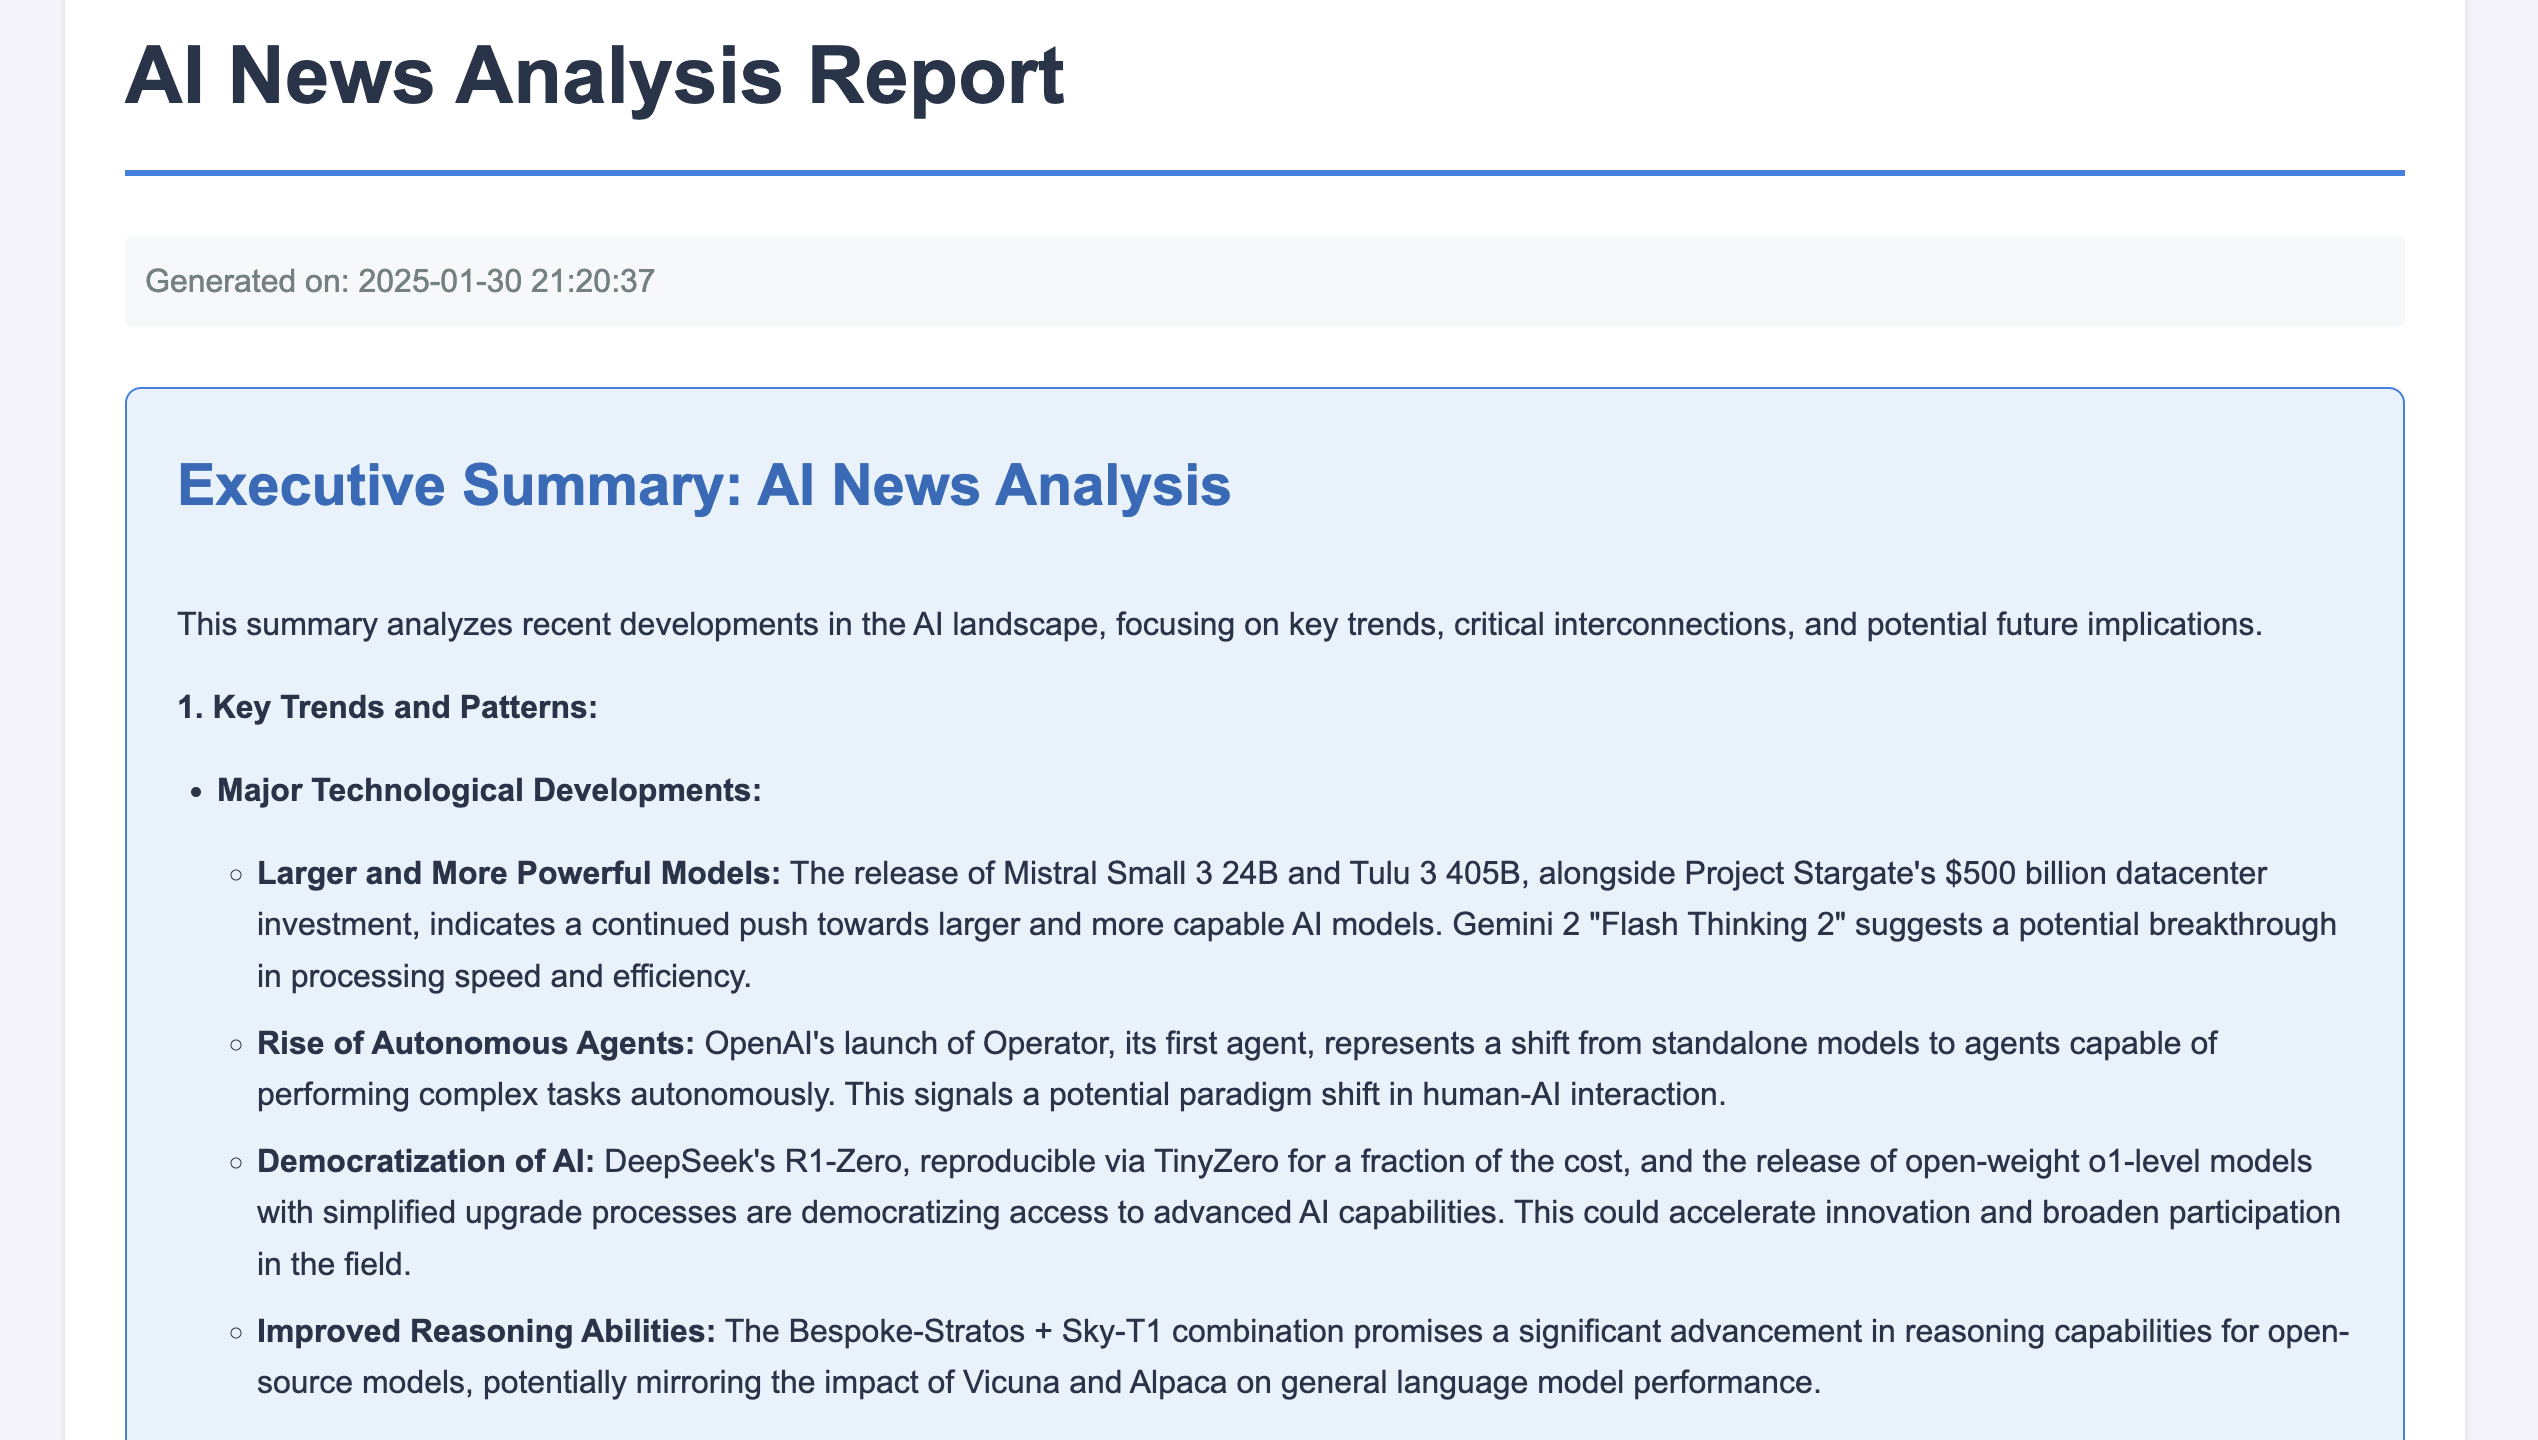 AI News Analysis Report
Generated on: 2025-01-30 21:20:37
Executive Summary: AI News Analysis
This summary analyzes recent developments in the AI landscape, focusing on key trends, critical interconnections, and potential future implications.
1. Key Trends and Patterns:
• Major Technological Developments:
◦ Larger and More Powerful Models: The release of Mistral Small 3 24B and Tulu 3 405B, alongside Project Stargate's $500 billion datacenter
investment, indicates a continued push towards larger and more capable AI models. Gemini 2 "Flash Thinking 2" suggests a potential breakthrough
in processing speed and efficiency.
◦ Rise of Autonomous Agents: OpenAI's launch of Operator, its first agent, represents a shift from standalone models to agents capable of
performing complex tasks autonomously. This signals a potential paradigm shift in human-AI interaction.
◦ Democratization of AI: DeepSeek's R1-Zero, reproducible via TinyZero for a fraction of the cost, and the release of open-weight o1-level models
with simplified upgrade processes are democratizing access to advanced AI capabilities. This could accelerate innovation and broaden participation
in the field.
◦ Improved Reasoning Abilities: The Bespoke-Stratos + Sky-T1 combination promises a significant advancement in reasoning capabilities for open-
source models, potentially mirroring the impact of Vicuna and Alpaca on general language model performance.